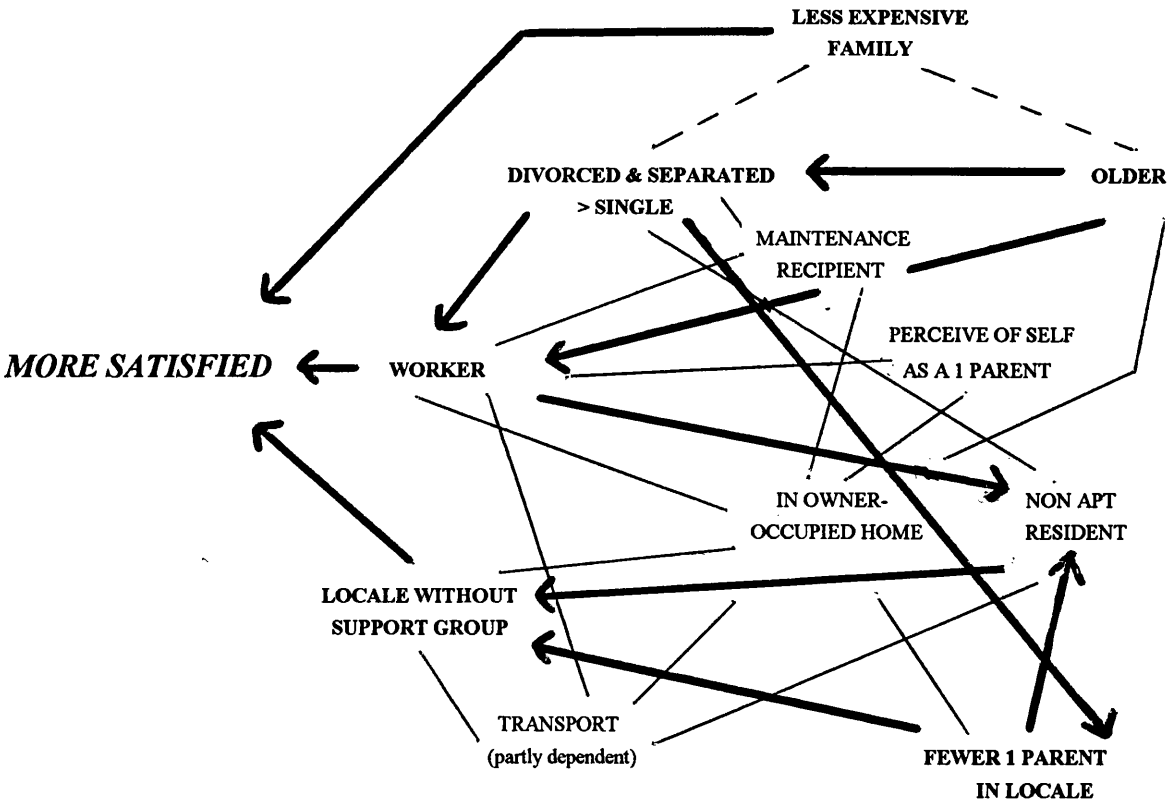 LESS EXPENSIVE
FAMILY
DIVORCED & SEPARATED
> SINGLE
OLDER
MAINTENANCE
RECIPIENT
PERCEIVE OF SELF
AS A 1 PARENT
MORE SATISFIED
WORKER
IN OWNER-
OCCUPIED HOME
NON APT
RESIDENT
LOCALE WITHOUT
SUPPORT GROUP
TRANSPORT
(partly dependent)
FEWER 1 PARENT
IN LOCALE